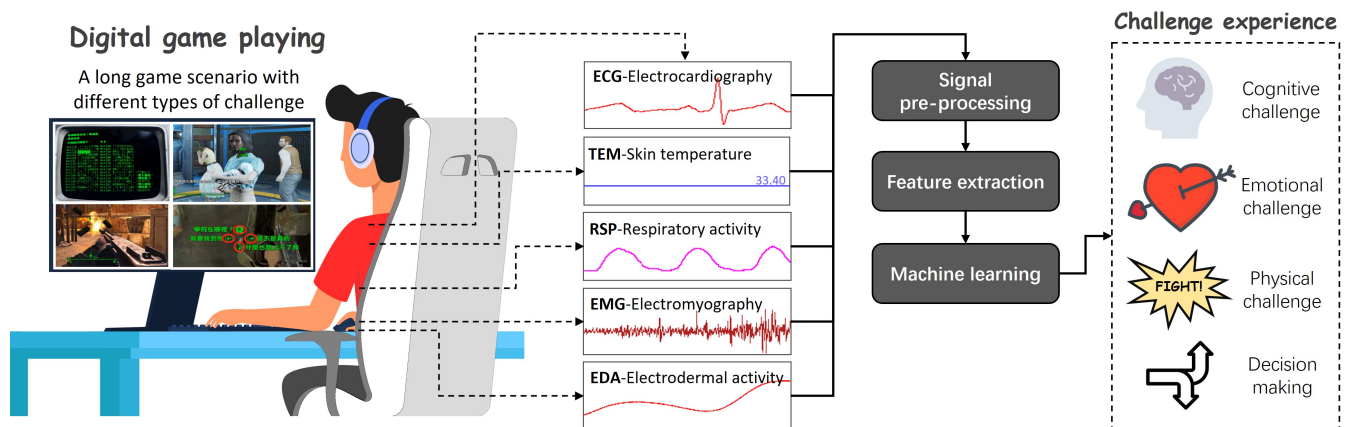 Digital game playing
A long game scenario with
different types of challenge
ECG-Electrocardiography
TEM-Skin temperature
33.40
RSP-Respiratory activity
EMG-Electromyography
EDA-Electrodermal activity
Signal
pre-processing
Feature extraction
Machine learning
Challenge experience
Cognitive
challenge
Emotional
challenge
FIGHT!
Physical
challenge
Decision
making